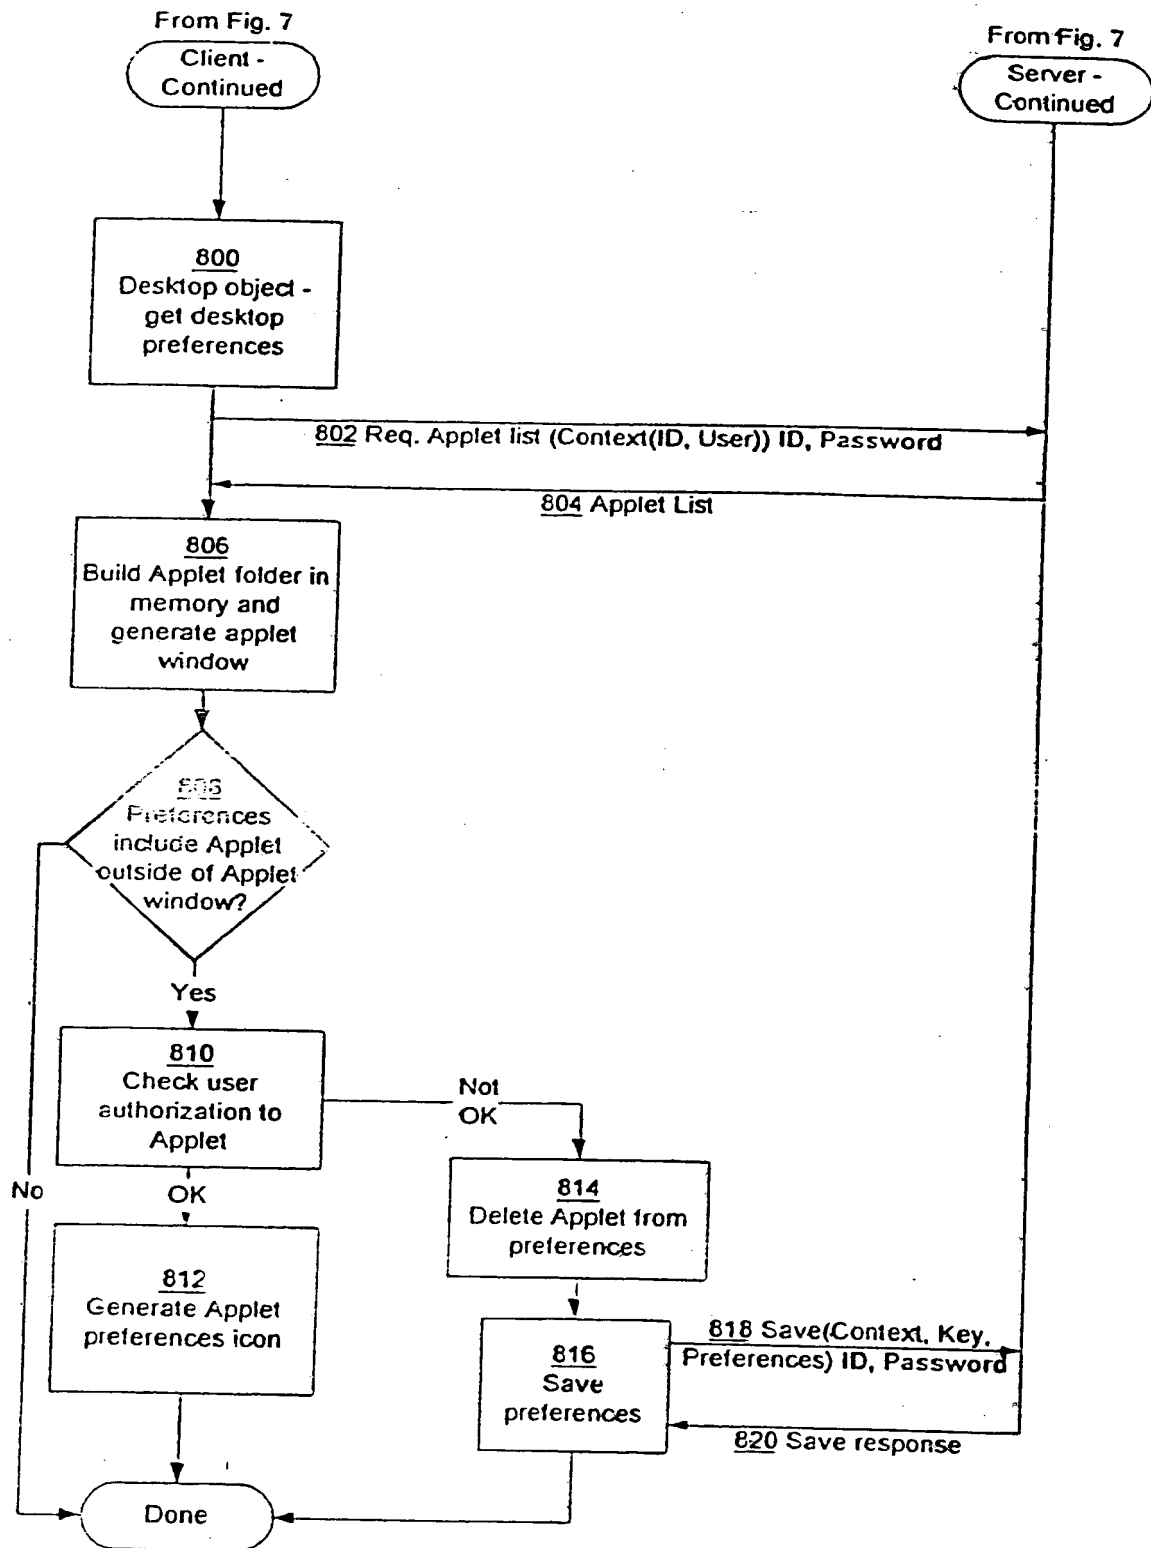 From Fig. 7
Client -
Continued
From Fig. 7
Server -
Continued
800
Desktop object -
get desktop
preferences
802 Req. Applet list (Context(ID, User)) ID, Password
804 Applet List
806
Build Applet folder in
memory and
generate applet
window
808
Preferences
include Applet
outside of Applet
window?
Yes
No
810
Check user
authorization to
Applet
Not
OK
OK
814
Delete Applet from
preferences
812
Generate Applet
preferences icon
816
Save
preferences
818 Save(Context, Key,
Preferences) ID, Password
820 Save response
Done